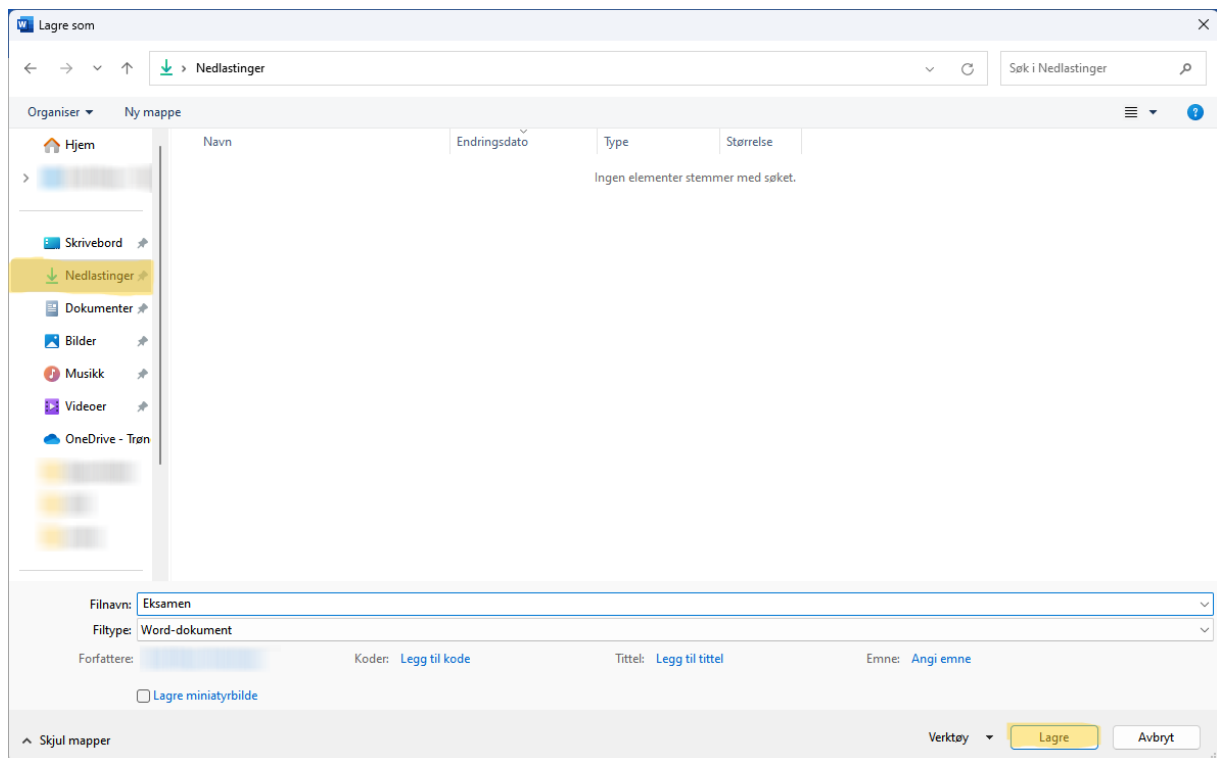 Lagre som
Nedlastinger
Søk i Nedlastinger
Organiser Ny mappe
Hjem
Navn Endringsdato Type Størrelse
Ingen elementer stemmer med søket.
Skrivebord
Nedlastinger
Dokumenter
Bilder
Musikk
Videoer
OneDrive - Trøn
Filnavn: Eksamen
Filtype: Word-dokument
Forfattere: Koder: Legg til kode Tittel: Legg til tittel Emne: Angi emne
Lagre miniatyrbilde
Skjul mapper Verktøy Lagre Avbryt